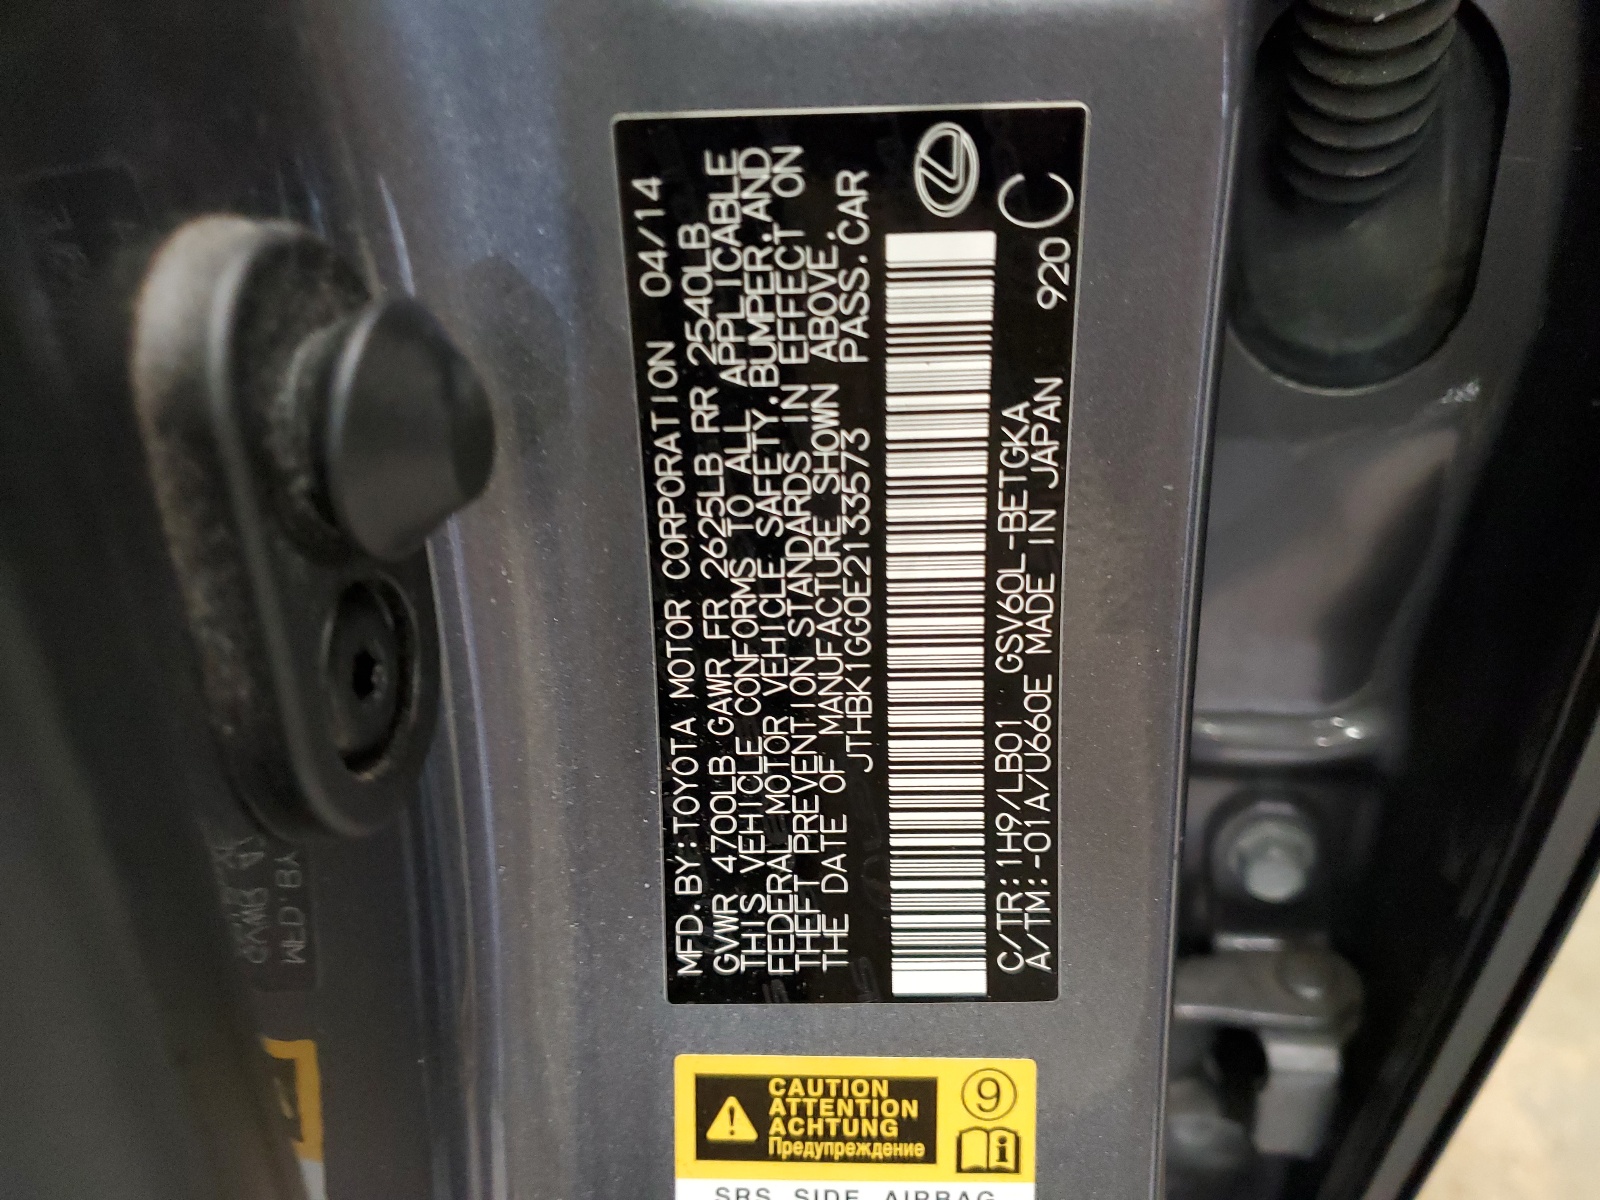 MFD.BY:TOYOTA MOTOR CORPORATION 04/14
GVWR 4700LB GAWR FR 2625LB RR 2540LB
THIS VEHICLE CONFORMS TO ALL APPLICABLE
FEDERAL MOTOR VEHICLE SAFETY,BUMPER,AND
THEFT PREVENTION STANDARDS IN EFFECT ON
THE DATE OF MANUFACTURE SHOWN ABOVE.
JTHBK1GG0E2133573 PASS.CAR
C/TR:1H9/LB01 GSV60L-BETGKA
A/TM:-01A/U660E MADE IN JAPAN 920 C
CAUTION
ATTENTION
ACHTUNG
Предупреждение
9
SRS SIDE AIRBAG